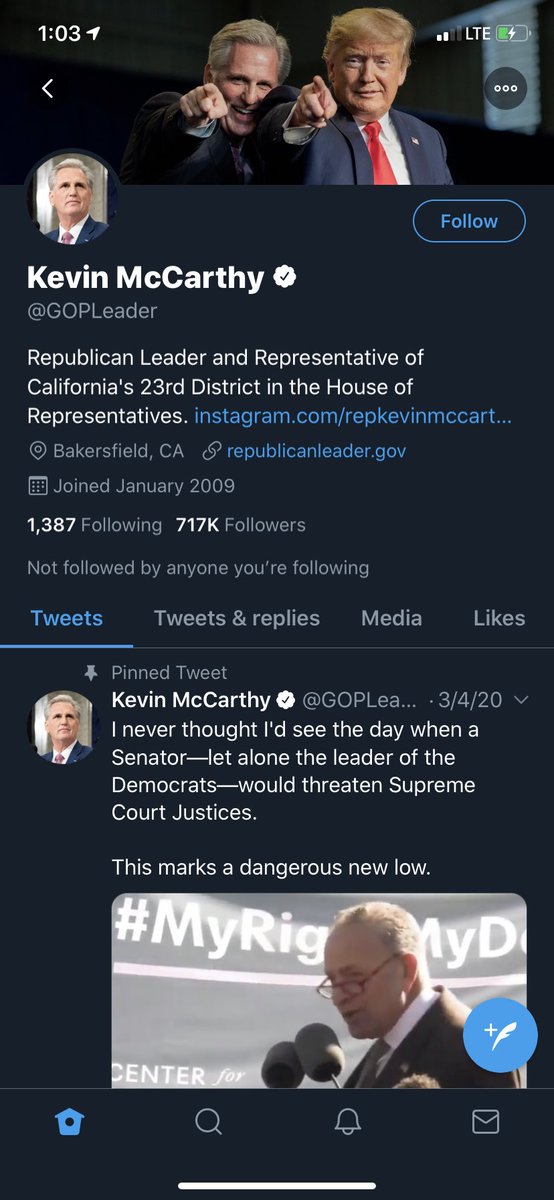 1:03 LTE
Follow
Kevin McCarthy
@GOPLeader
Republican Leader and Representative of
California's 23rd District in the House of
Representatives. instagram.com/repkevinmccart...
Bakersfield, CA republicanleader.gov
Joined January 2009
1,387 Following 717K Followers
Not followed by anyone you're following
Tweets Tweets & replies Media Likes
Pinned Tweet
Kevin McCarthy @GOPLea... · 3/4/20
I never thought I'd see the day when a
Senator—let alone the leader of the
Democrats—would threaten Supreme
Court Justices.
This marks a dangerous new low.
#MyRig MyD
CENTER for